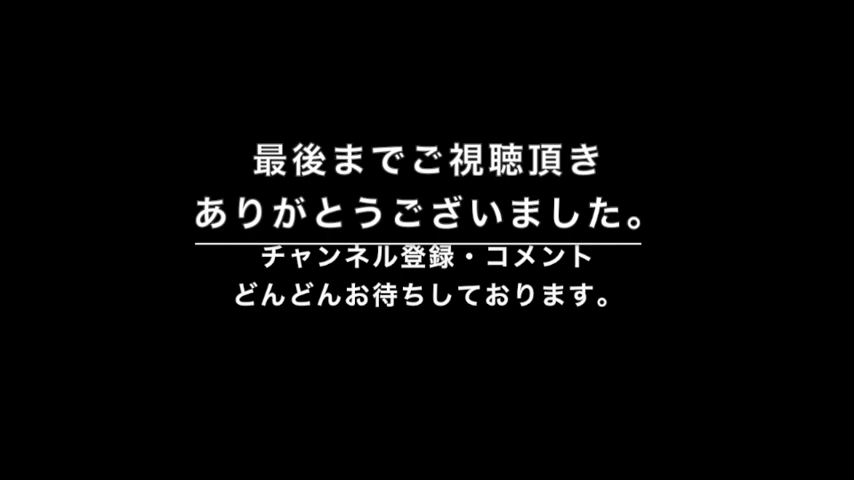 最後までご視聴頂き
ありがとうございました。
チャンネル登録・コメント
どんどんお待ちしております。